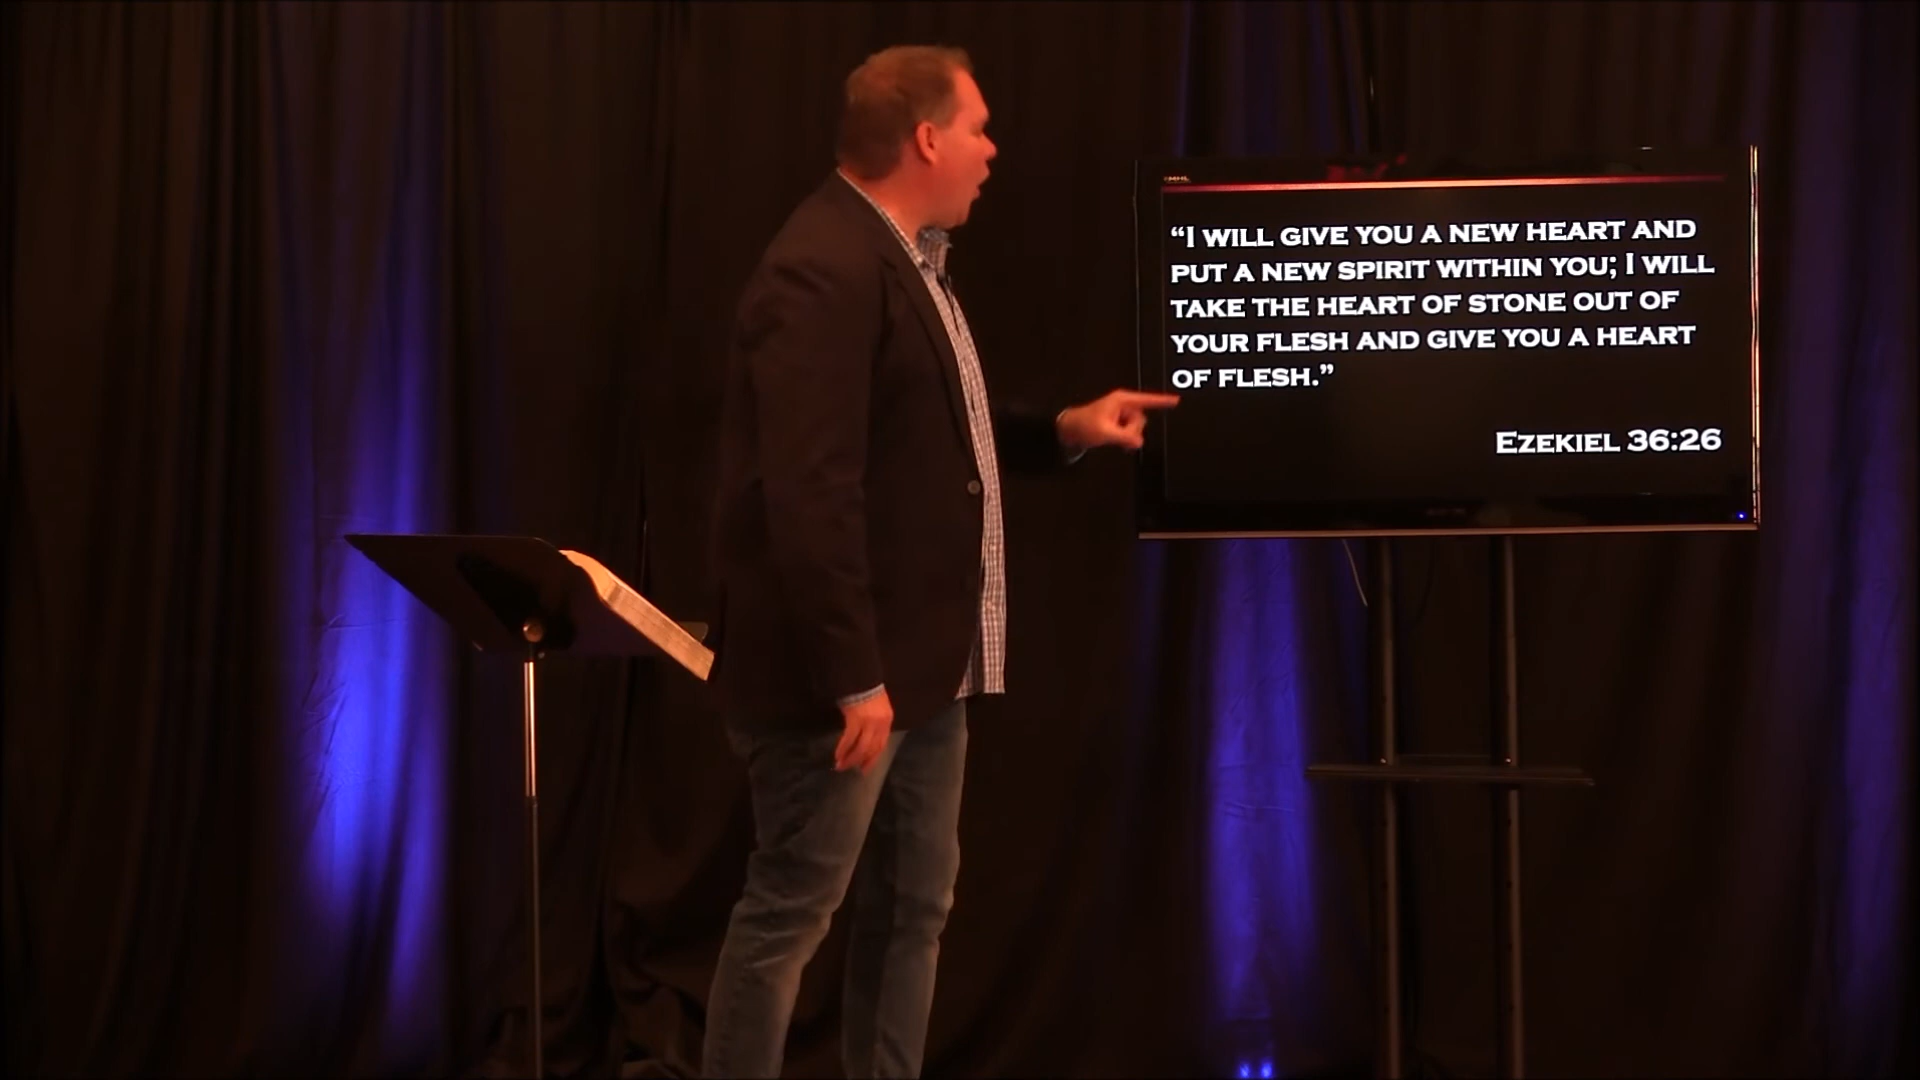 “I WILL GIVE YOU A NEW HEART AND
PUT A NEW SPIRIT WITHIN YOU; I WILL
TAKE THE HEART OF STONE OUT OF
YOUR FLESH AND GIVE YOU A HEART
OF FLESH.”
EZEKIEL 36:26